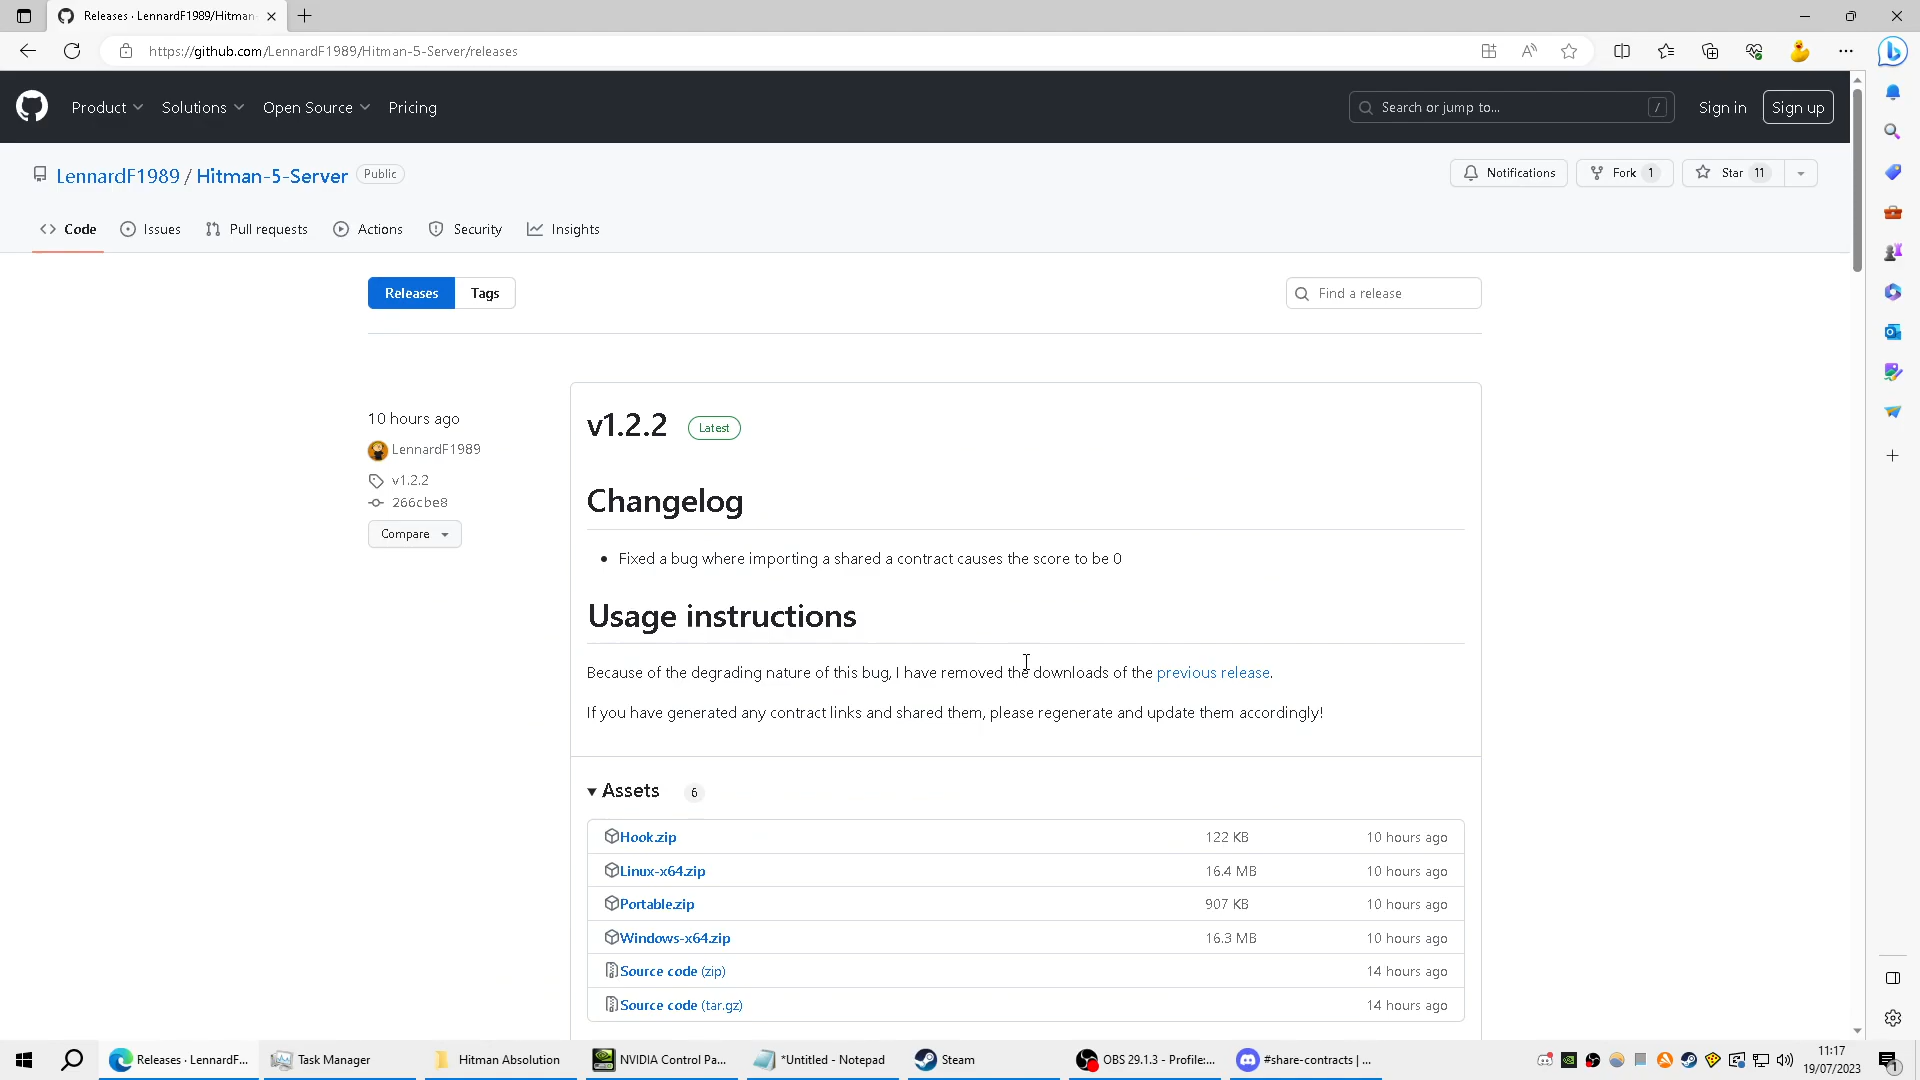 Releases · LennardF1989/Hitman-
https://github.com/LennardF1989/Hitman-5-Server/releases
Product
Solutions
Open Source
Pricing
Search or jump to...
/
Sign in
Sign up
LennardF1989 / Hitman-5-Server
Public
Notifications
Fork 1
Star 11
Code
Issues
Pull requests
Actions
Security
Insights
Releases
Tags
Find a release
10 hours ago
LennardF1989
v1.2.2
266cbe8
Compare
v1.2.2
Latest
Changelog
Fixed a bug where importing a shared a contract causes the score to be 0
Usage instructions
Because of the degrading nature of this bug, I have removed the downloads of the previous release.
If you have generated any contract links and shared them, please regenerate and update them accordingly!
Assets 6
Hook.zip 122 KB 10 hours ago
Linux-x64.zip 16.4 MB 10 hours ago
Portable.zip 907 KB 10 hours ago
Windows-x64.zip 16.3 MB 10 hours ago
Source code (zip) 14 hours ago
Source code (tar.gz) 14 hours ago
Releases · LennardF...
Task Manager
Hitman Absolution
NVIDIA Control Pa...
*Untitled - Notepad
Steam
OBS 29.1.3 - Profile:...
#share-contracts | ...
11:17
19/07/2023
1